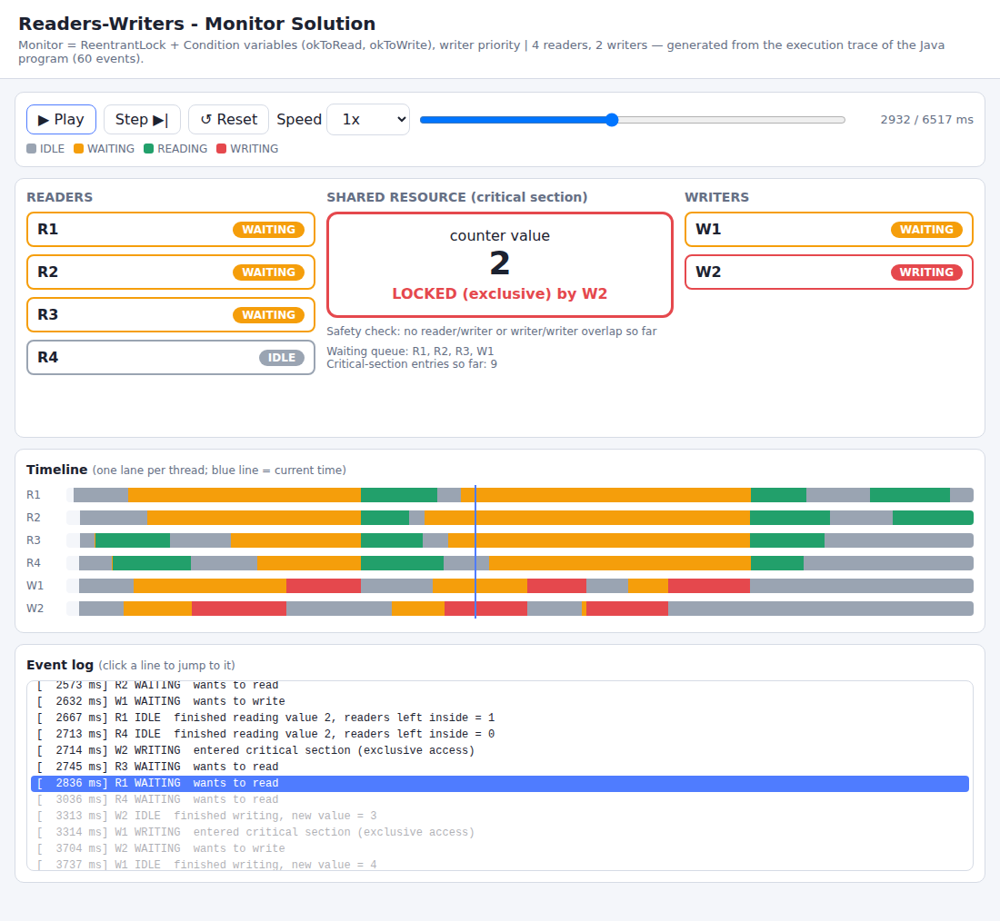 Readers-Writers - Monitor Solution
Monitor = ReentrantLock + Condition variables (okToRead, okToWrite), writer priority | 4 readers, 2 writers — generated from the execution trace of the Java
program (60 events).
▶ Play Step ▶| ↺ Reset Speed 1x 2932 / 6517 ms
IDLE WAITING READING WRITING
READERS SHARED RESOURCE (critical section) WRITERS
R1 WAITING
R2 WAITING
R3 WAITING
R4 IDLE
counter value
2
LOCKED (exclusive) by W2
Safety check: no reader/writer or writer/writer overlap so far
Waiting queue: R1, R2, R3, W1
Critical-section entries so far: 9
W1 WAITING
W2 WRITING
Timeline (one lane per thread; blue line = current time)
R1
R2
R3
R4
W1
W2
Event log (click a line to jump to it)
[  2573 ms] R2 WAITING  wants to read
[  2632 ms] W1 WAITING  wants to write
[  2667 ms] R1 IDLE  finished reading value 2, readers left inside = 1
[  2713 ms] R4 IDLE  finished reading value 2, readers left inside = 0
[  2714 ms] W2 WRITING  entered critical section (exclusive access)
[  2745 ms] R3 WAITING  wants to read
[  2836 ms] R1 WAITING  wants to read
[  3036 ms] R4 WAITING  wants to read
[  3313 ms] W2 IDLE  finished writing, new value = 3
[  3314 ms] W1 WRITING  entered critical section (exclusive access)
[  3704 ms] W2 WAITING  wants to write
[  3737 ms] W1 IDLE  finished writing, new value = 4